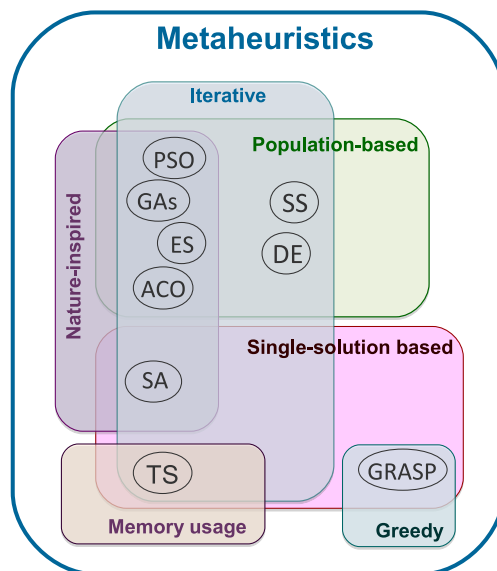 Metaheuristics
Iterative
Population-based
Nature-inspired
PSO
GAs
SS
ES
DE
ACO
Single-solution based
SA
TS
GRASP
Memory usage
Greedy